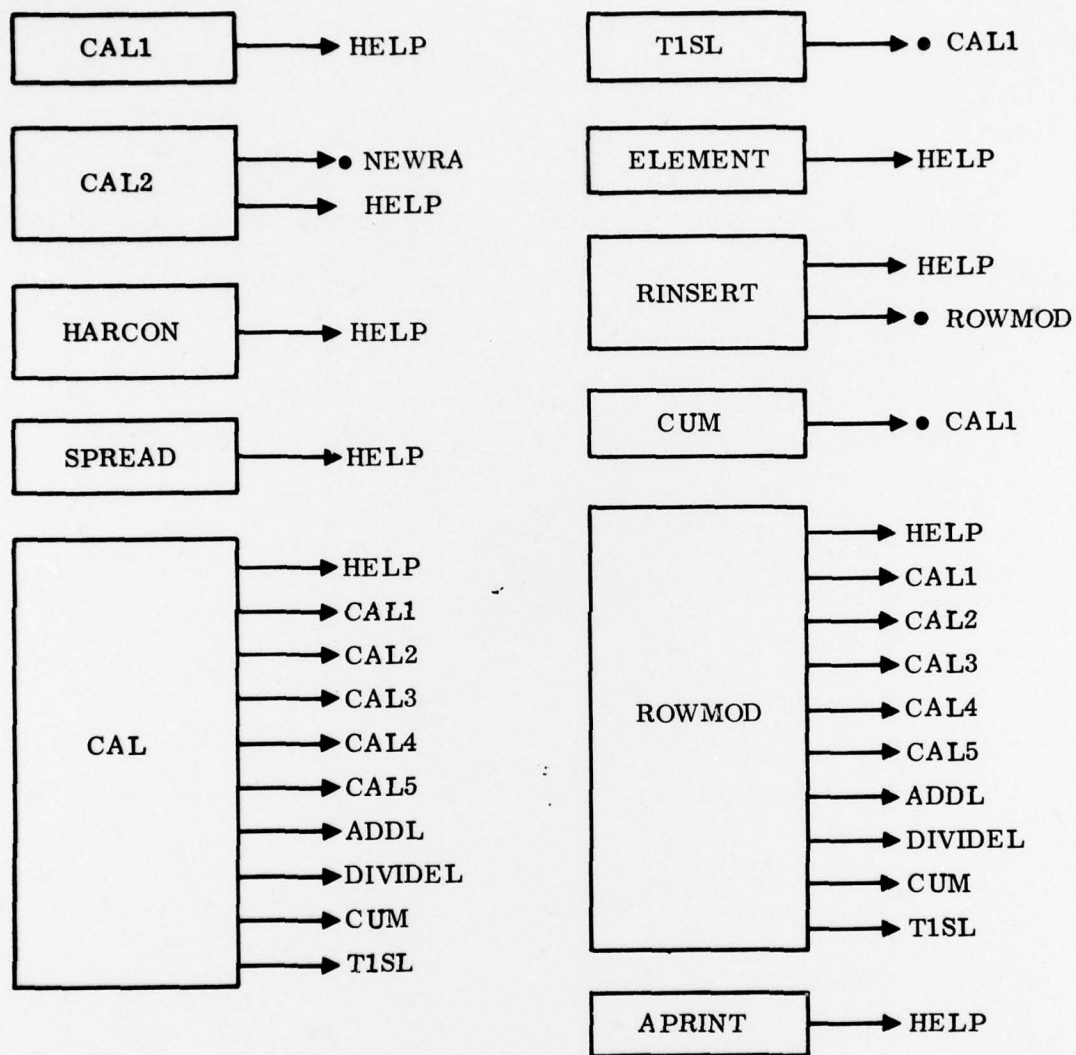 CAL1 HELP
CAL2 • NEWRA
HELP
HARCON HELP
SPREAD HELP
CAL HELP
CAL1
CAL2
CAL3
CAL4
CAL5
ADDL
DIVIDEL
CUM
T1SL
T1SL • CAL1
ELEMENT HELP
RINSERT HELP
• ROWMOD
CUM • CAL1
ROWMOD HELP
CAL1
CAL2
CAL3
CAL4
CAL5
ADDL
DIVIDEL
CUM
T1SL
APRINT HELP